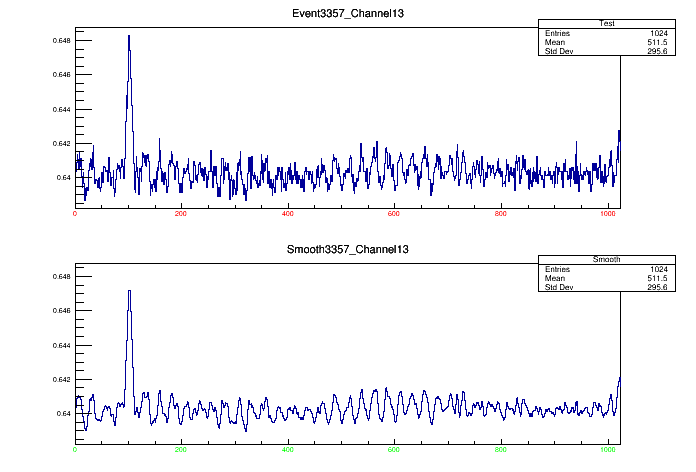 Event3357_Channel13
Test
Entries 1024
Mean 511.5
Std Dev 295.6
0.648
0.646
0.644
0.642
0.64
0 200 400 600 800 1000
Smooth3357_Channel13
Smooth
Entries 1024
Mean 511.5
Std Dev 295.6
0.648
0.646
0.644
0.642
0.64
0 200 400 600 800 1000